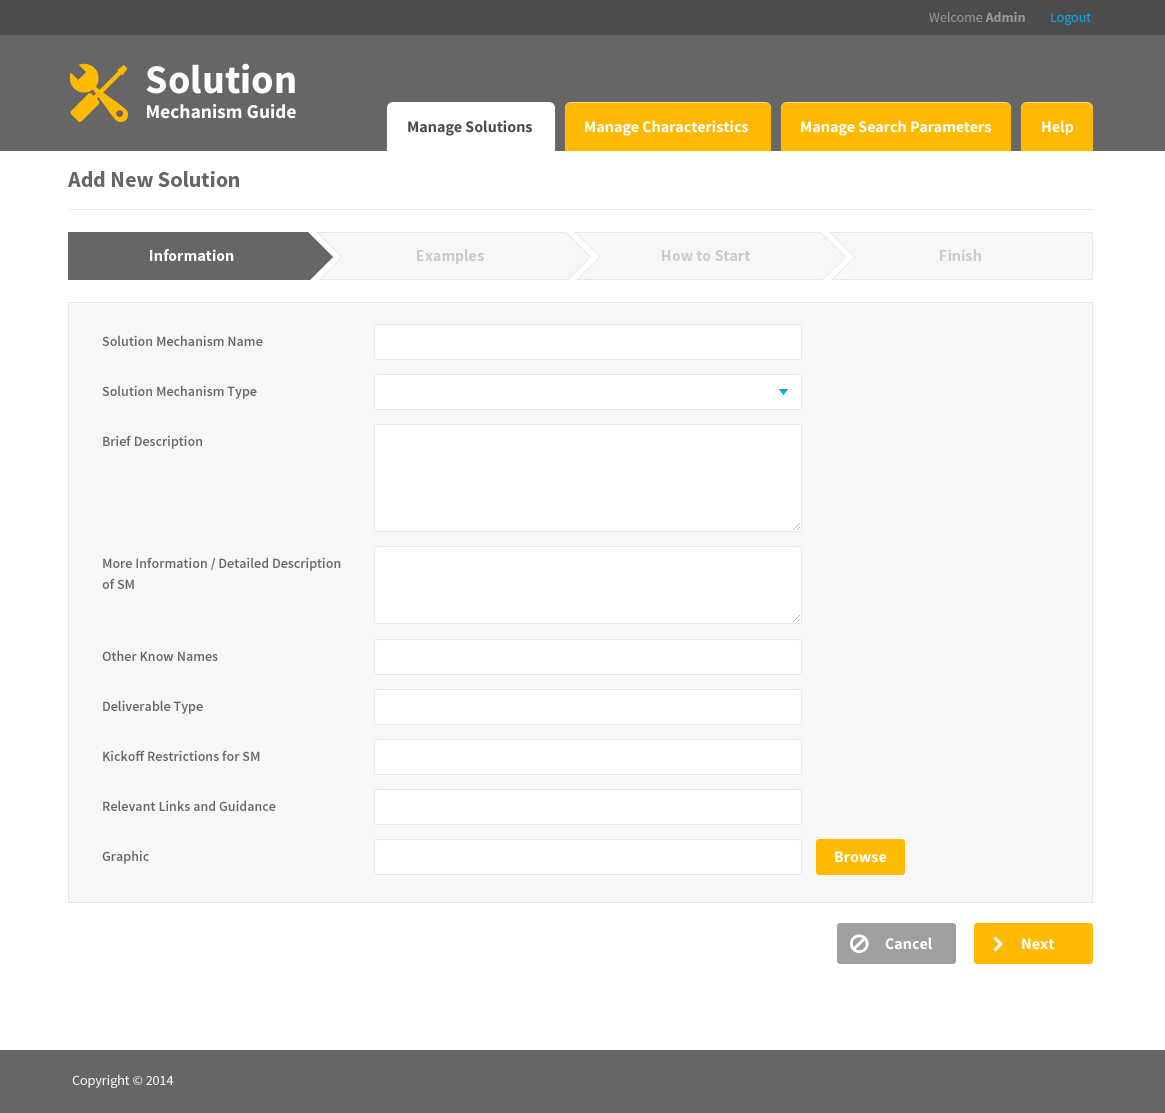 Welcome Admin Logout
Solution
Mechanism Guide
Manage Solutions Manage Characteristics Manage Search Parameters Help
Add New Solution
Information Examples How to Start Finish
Solution Mechanism Name
Solution Mechanism Type
Brief Description
More Information / Detailed Description
of SM
Other Know Names
Deliverable Type
Kickoff Restrictions for SM
Relevant Links and Guidance
Graphic Browse
Cancel Next
Copyright © 2014